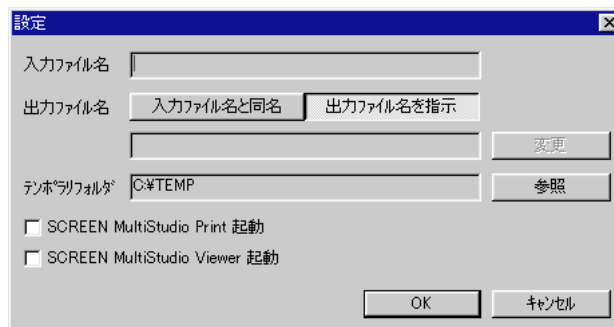 設定
入力ファイル名
出力ファイル名 入力ファイル名と同名 出力ファイル名を指示
変更
テンポラリフォルダ C:¥TEMP 参照
SCREEN MultiStudio Print 起動
SCREEN MultiStudio Viewer 起動
OK キャンセル